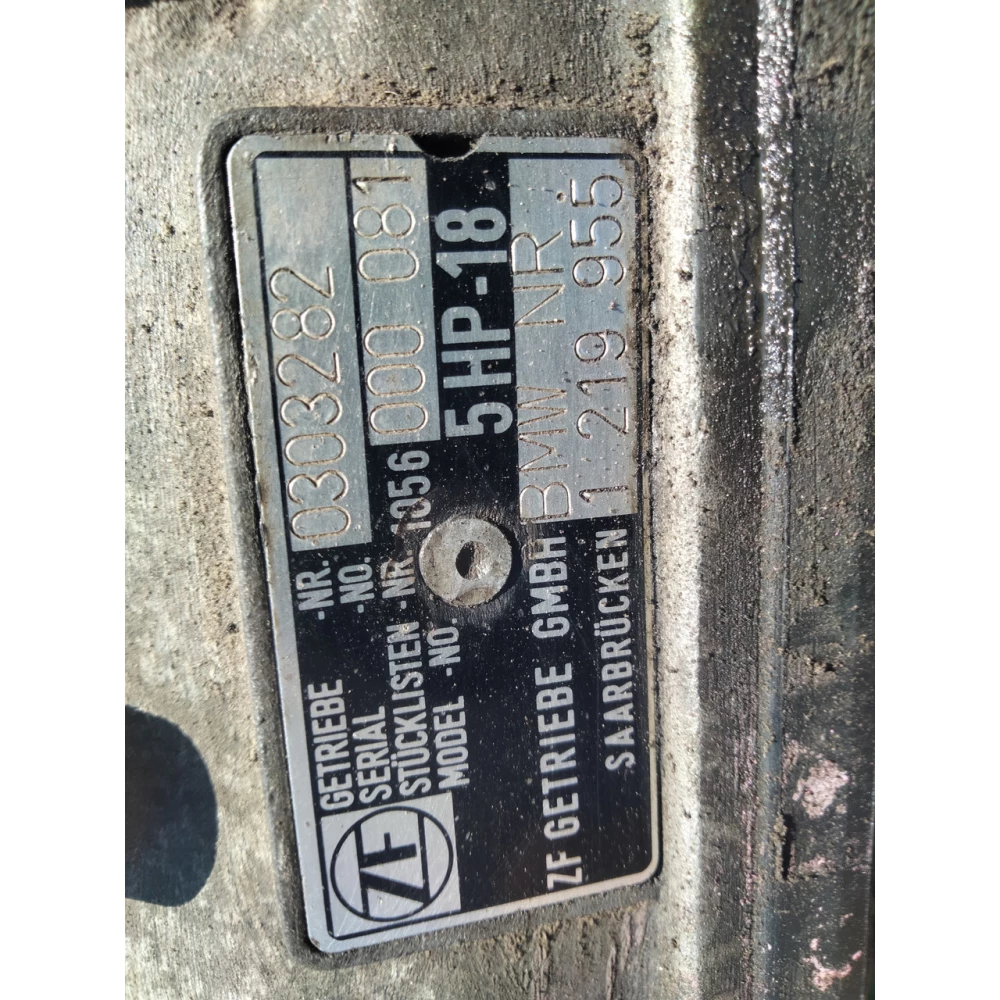 ZF
GETRIEBE -NR. 0303282
SERIAL -NO.
STÜCKLISTEN -NR. 1056 000 081
MODEL -NO.
5 HP - 18
ZF GETRIEBE GMBH BMW NR
SAARBRÜCKEN 1 219 955